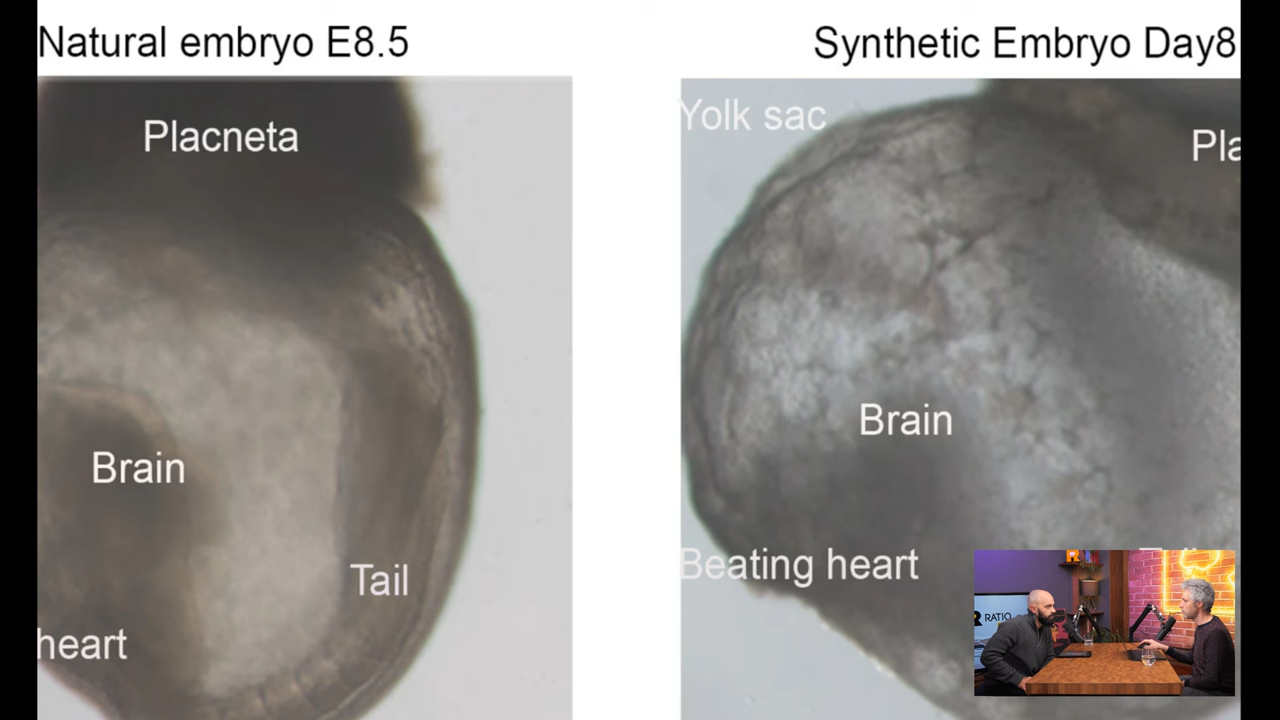 Natural embryo E8.5
Synthetic Embryo Day8
Placneta
Yolk sac
Pla
Brain
Brain
Tail
Beating heart
heart
RATIO